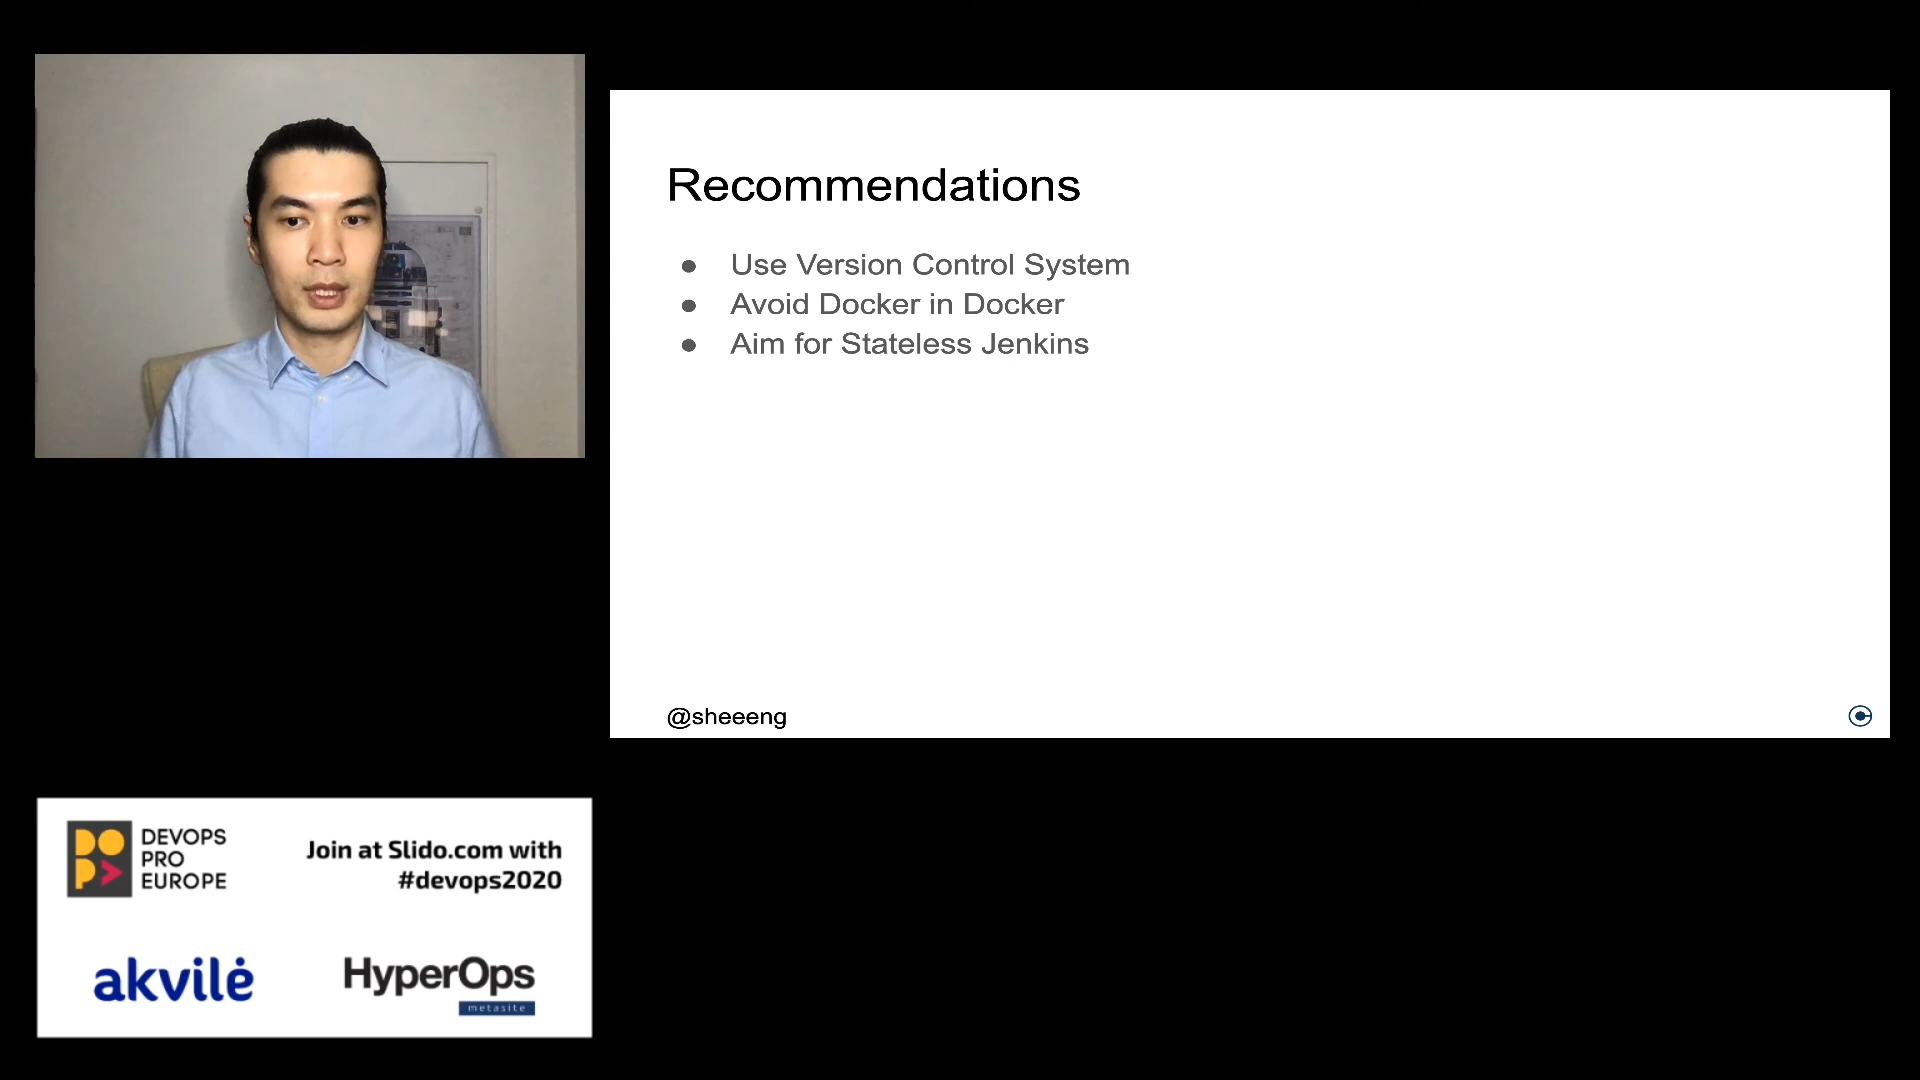 Recommendations
● Use Version Control System
● Avoid Docker in Docker
● Aim for Stateless Jenkins
@sheeeng
DEVOPS
PRO
EUROPE
Join at Slido.com with
#devops2020
akvilė
HyperOps
metasite